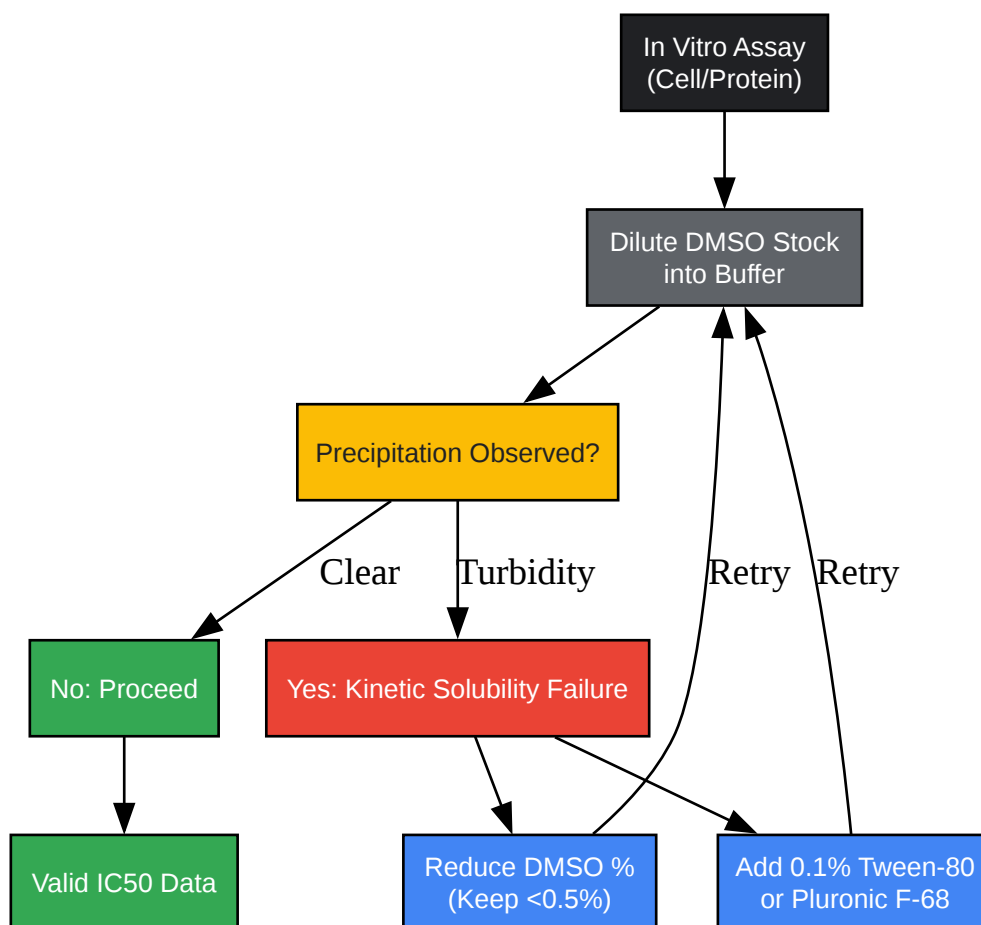 In Vitro Assay
(Cell/Protein)
Dilute DMSO Stock
into Buffer
Precipitation Observed?
Clear
Turbidity
Retry
Retry
No: Proceed
Yes: Kinetic Solubility Failure
Valid IC50 Data
Reduce DMSO %
(Keep <0.5%)
Add 0.1% Tween-80
or Pluronic F-68